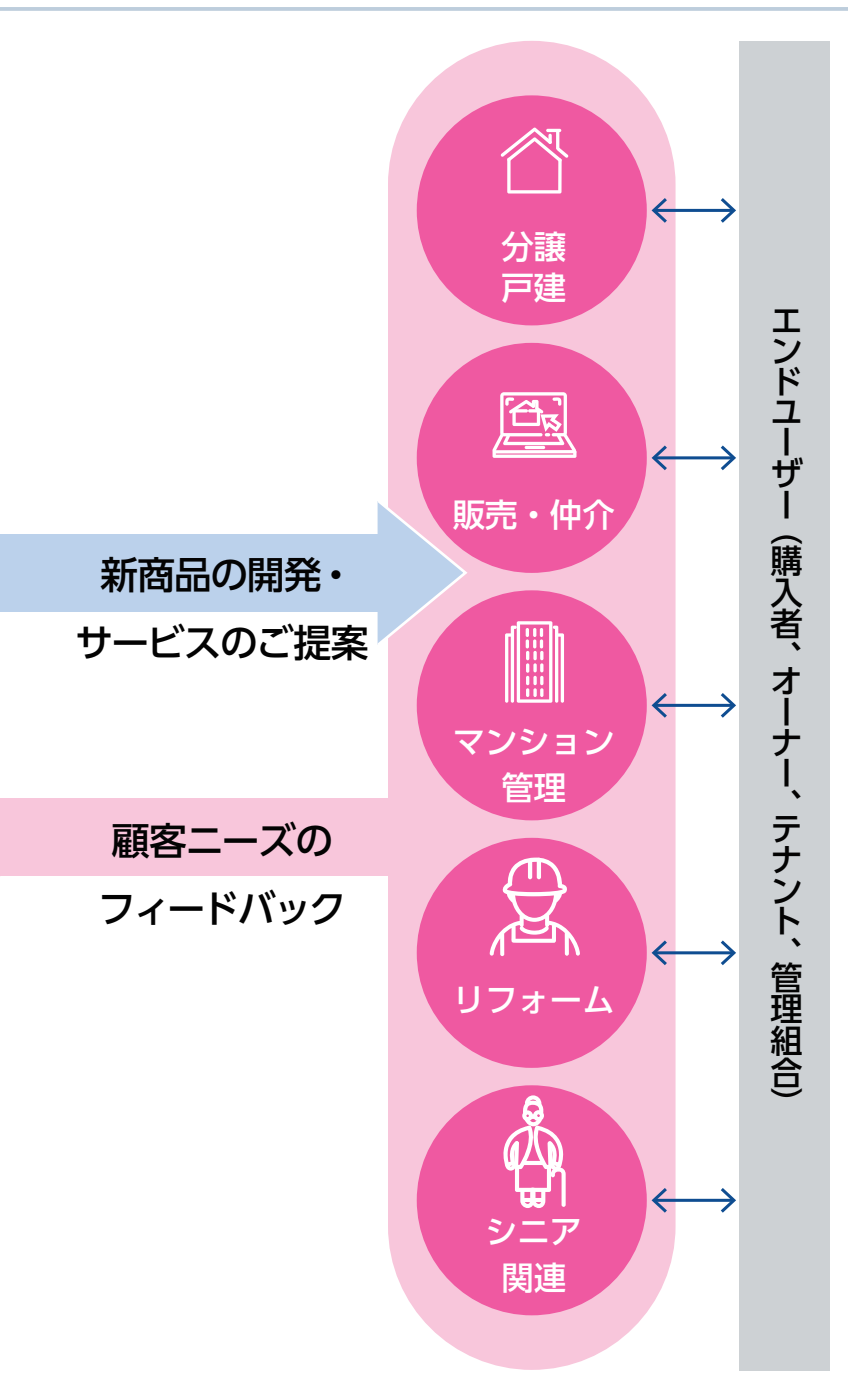 分譲
戸建
販売・仲介
新商品の開発・
サービスのご提案
マンション
管理
顧客ニーズの
フィードバック
リフォーム
シニア
関連
エンドユーザー（購入者、オーナー、テナント、管理組合）